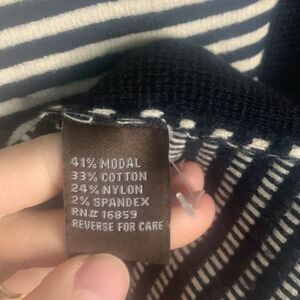 41% MODAL
33% COTTON
24% NYLON
2% SPANDEX
RN# 16859
REVERSE FOR CARE